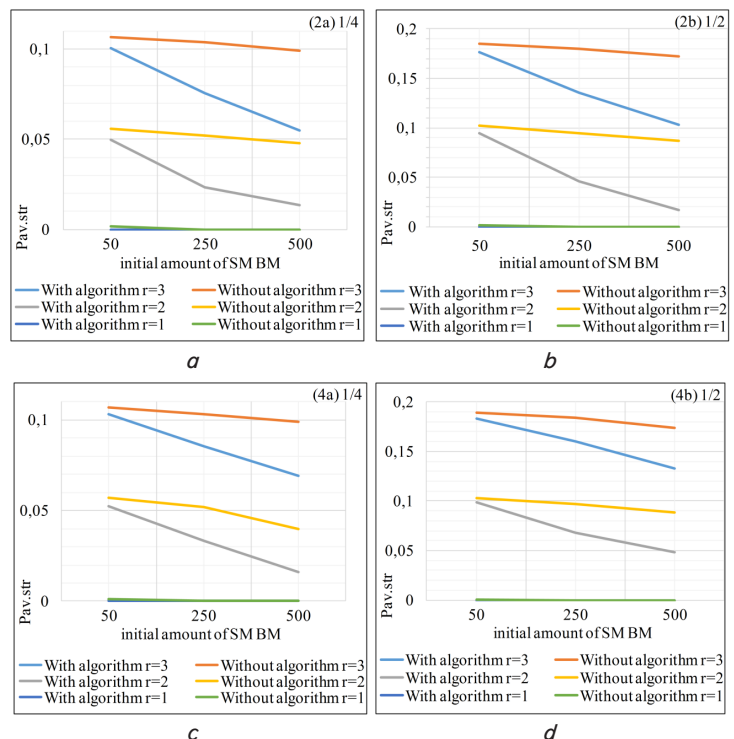 (2a) 1/4
0,1
0,05
0
Pav.str
50 250 500
initial amount of SM BM
With algorithm r=3 Without algorithm r=3
With algorithm r=2 Without algorithm r=2
With algorithm r=1 Without algorithm r=1
a
(2b) 1/2
0,2
0,15
0,1
0,05
0
Pav.str
50 250 500
initial amount of SM BM
With algorithm r=3 Without algorithm r=3
With algorithm r=2 Without algorithm r=2
With algorithm r=1 Without algorithm r=1
b
(4a) 1/4
0,1
0,05
0
Pav.str
50 250 500
initial amount of SM BM
With algorithm r=3 Without algorithm r=3
With algorithm r=2 Without algorithm r=2
With algorithm r=1 Without algorithm r=1
c
(4b) 1/2
0,2
0,15
0,1
0,05
0
Pav.str
50 250 500
initial amount of SM BM
With algorithm r=3 Without algorithm r=3
With algorithm r=2 Without algorithm r=2
With algorithm r=1 Without algorithm r=1
d